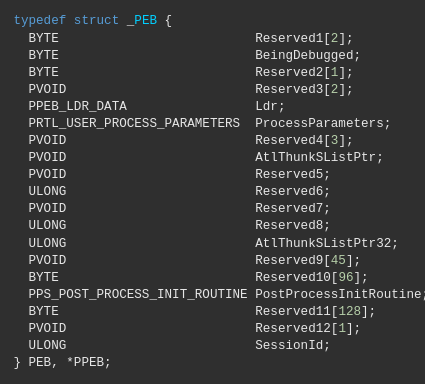 typedef struct _PEB {
  BYTE                          Reserved1[2];
  BYTE                          BeingDebugged;
  BYTE                          Reserved2[1];
  PVOID                         Reserved3[2];
  PPEB_LDR_DATA                 Ldr;
  PRTL_USER_PROCESS_PARAMETERS  ProcessParameters;
  PVOID                         Reserved4[3];
  PVOID                         AtlThunkSListPtr;
  PVOID                         Reserved5;
  ULONG                         Reserved6;
  PVOID                         Reserved7;
  ULONG                         Reserved8;
  ULONG                         AtlThunkSListPtr32;
  PVOID                         Reserved9[45];
  BYTE                          Reserved10[96];
  PPS_POST_PROCESS_INIT_ROUTINE PostProcessInitRoutine;
  BYTE                          Reserved11[128];
  PVOID                         Reserved12[1];
  ULONG                         SessionId;
} PEB, *PPEB;